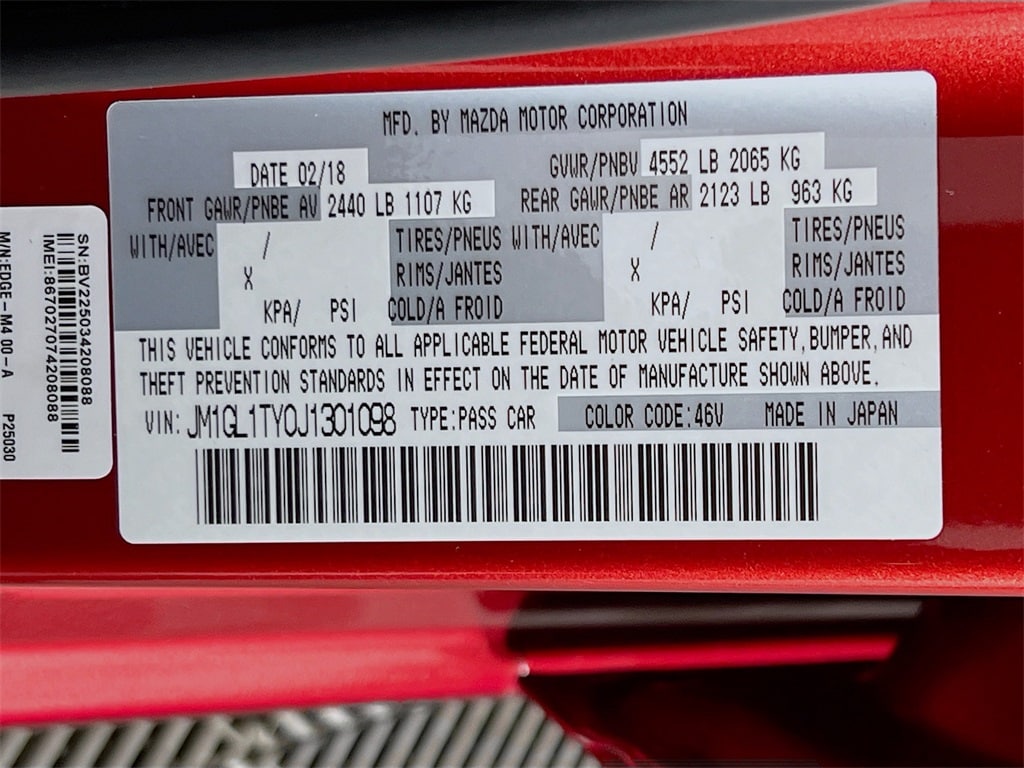 MFD. BY MAZDA MOTOR CORPORATION
DATE 02/18
GVWR/PNBV 4552 LB 2065 KG
FRONT GAWR/PNBE AV 2440 LB 1107 KG
REAR GAWR/PNBE AR 2123 LB 963 KG
WITH/AVEC / TIRES/PNEUS WITH/AVEC / TIRES/PNEUS
X RIMS/JANTES X RIMS/JANTES
KPA/ PSI COLD/A FROID KPA/ PSI COLD/A FROID
THIS VEHICLE CONFORMS TO ALL APPLICABLE FEDERAL MOTOR VEHICLE SAFETY, BUMPER, AND
THEFT PREVENTION STANDARDS IN EFFECT ON THE DATE OF MANUFACTURE SHOWN ABOVE.
VIN: JM1GL1TY0J1301098 TYPE:PASS CAR COLOR CODE:46V MADE IN JAPAN
SN:BV225034208088
IMEI:867027074208088
M/N:EDGE-M4 00-A P25030